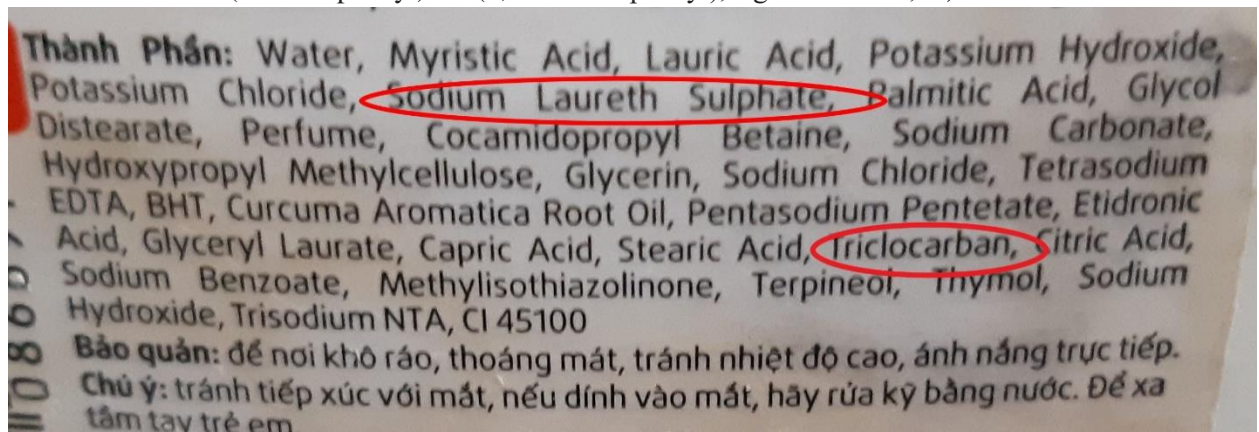 Thành Phần: Water, Myristic Acid, Lauric Acid, Potassium Hydroxide,
Potassium Chloride, Sodium Laureth Sulphate, Palmitic Acid, Glycol
Distearate, Perfume, Cocamidopropyl Betaine, Sodium Carbonate,
Hydroxypropyl Methylcellulose, Glycerin, Sodium Chloride, Tetrasodium
EDTA, BHT, Curcuma Aromatica Root Oil, Pentasodium Pentetate, Etidronic
Acid, Glyceryl Laurate, Capric Acid, Stearic Acid, Triclocarban, Citric Acid,
Sodium Benzoate, Methylisothiazolinone, Terpineol, Thymol, Sodium
Hydroxide, Trisodium NTA, CI 45100
Bảo quản: để nơi khô ráo, thoáng mát, tránh nhiệt độ cao, ánh nắng trực tiếp.
Chú ý: tránh tiếp xúc với mắt, nếu dính vào mắt, hãy rửa kỹ bằng nước. Để xa
tầm tay trẻ em